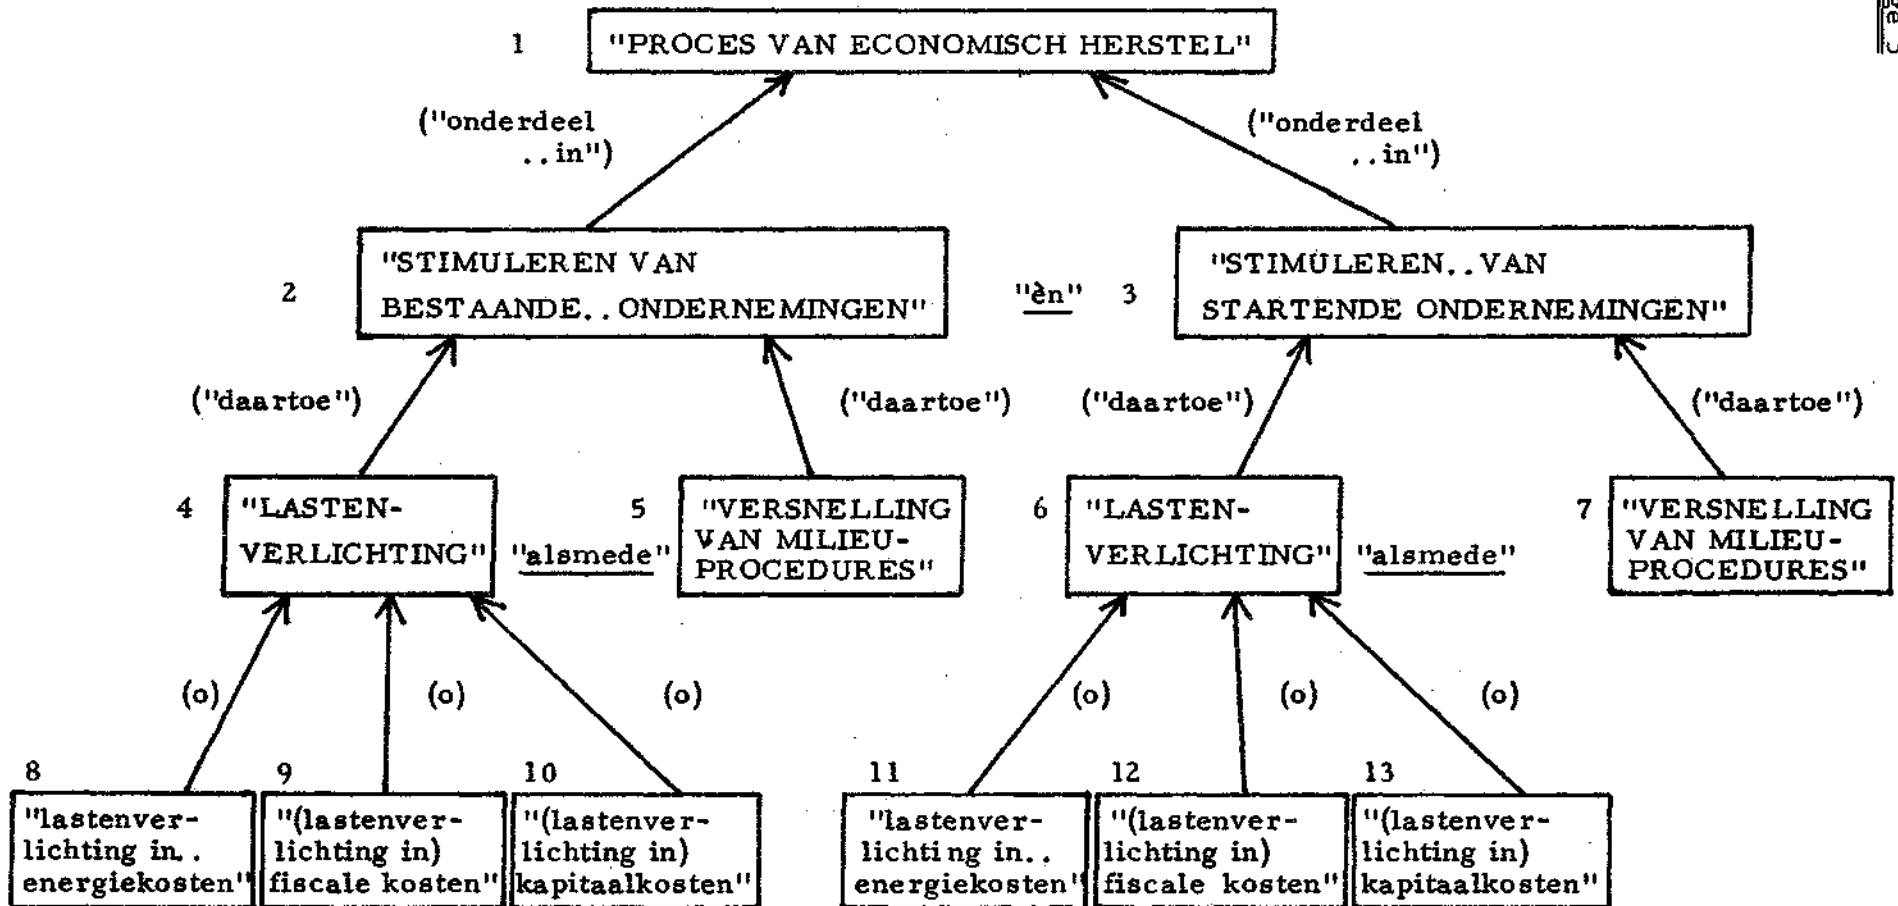 1 "PROCES VAN ECONOMISCH HERSTEL"
("onderdeel
..in")
("onderdeel
..in")
2 "STIMULEREN VAN
BESTAANDE..ONDERNEMINGEN"
"èn"
3 "STIMULEREN..VAN
STARTENDE ONDERNEMINGEN"
("daartoe")
("daartoe")
("daartoe")
("daartoe")
4 "LASTEN-
VERLICHTING"
"alsmede"
5 "VERSNELLING
VAN MILIEU-
PROCEDURES"
6 "LASTEN-
VERLICHTING"
"alsmede"
7 "VERSNELLING
VAN MILIEU-
PROCEDURES"
(o)
(o)
(o)
(o)
(o)
(o)
8
"lastenver-
lichting in..
energiekosten"
9
"(lastenver-
lichting in)
fiscale kosten"
10
"(lastenver-
lichting in)
kapitaalkosten"
11
"lastenver-
lichting in..
energiekosten"
12
"(lastenver-
lichting in)
fiscale kosten"
13
"(lastenver-
lichting in)
kapitaalkosten"